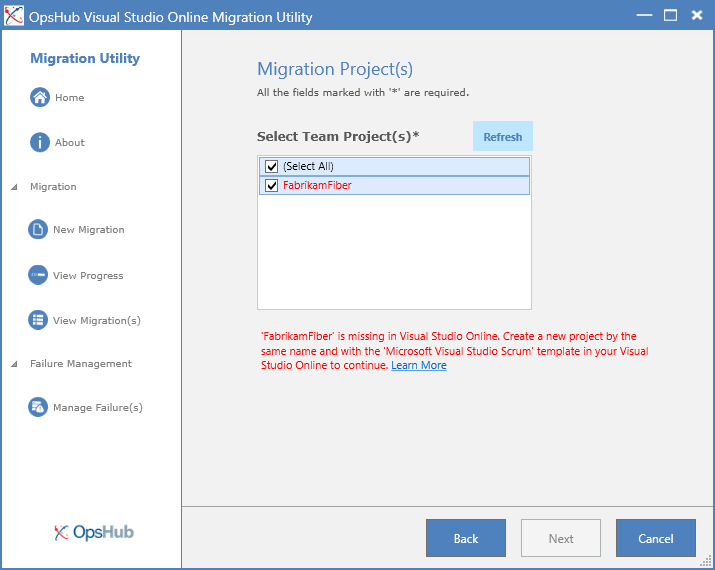 OpsHub Visual Studio Online Migration Utility
Migration Utility
Home
About
Migration
New Migration
View Progress
View Migration(s)
Failure Management
Manage Failure(s)
OpsHub
Migration Project(s)
All the fields marked with '*' are required.
Select Team Project(s)*
Refresh
(Select All)
FabrikamFiber
'FabrikamFiber' is missing in Visual Studio Online. Create a new project by the
same name and with the 'Microsoft Visual Studio Scrum' template in your Visual
Studio Online to continue. Learn More
Back
Next
Cancel